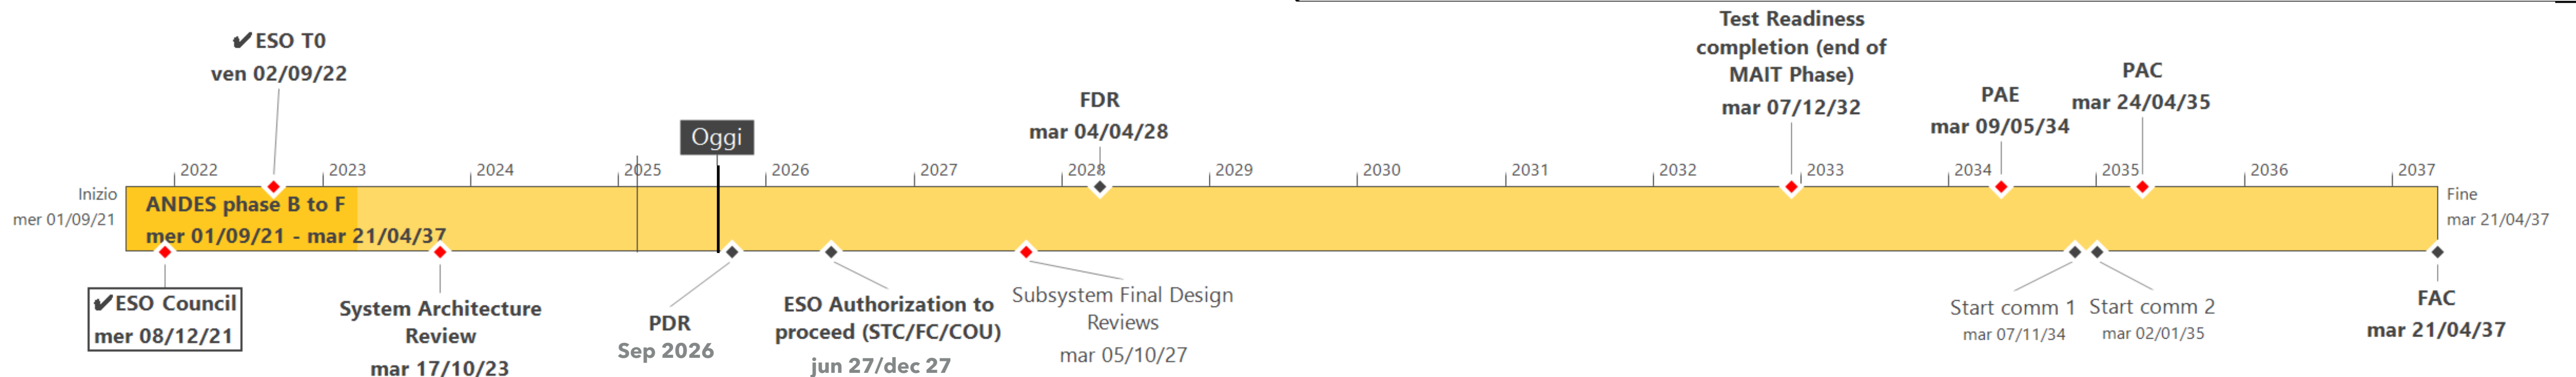 ✔ESO T0
ven 02/09/22
Oggi
FDR
mar 04/04/28
Test Readiness
completion (end of
MAIT Phase)
mar 07/12/32
PAE
mar 09/05/34
PAC
mar 24/04/35
2022 2023 2024 2025 2026 2027 2028 2029 2030 2031 2032 2033 2034 2035 2036 2037
Inizio
mer 01/09/21
ANDES phase B to F
mer 01/09/21 - mar 21/04/37
Fine
mar 21/04/37
✔ESO Council
mer 08/12/21
System Architecture
Review
mar 17/10/23
PDR
Sep 2026
ESO Authorization to
proceed (STC/FC/COU)
jun 27/dec 27
Subsystem Final Design
Reviews
mar 05/10/27
Start comm 1
mar 07/11/34
Start comm 2
mar 02/01/35
FAC
mar 21/04/37